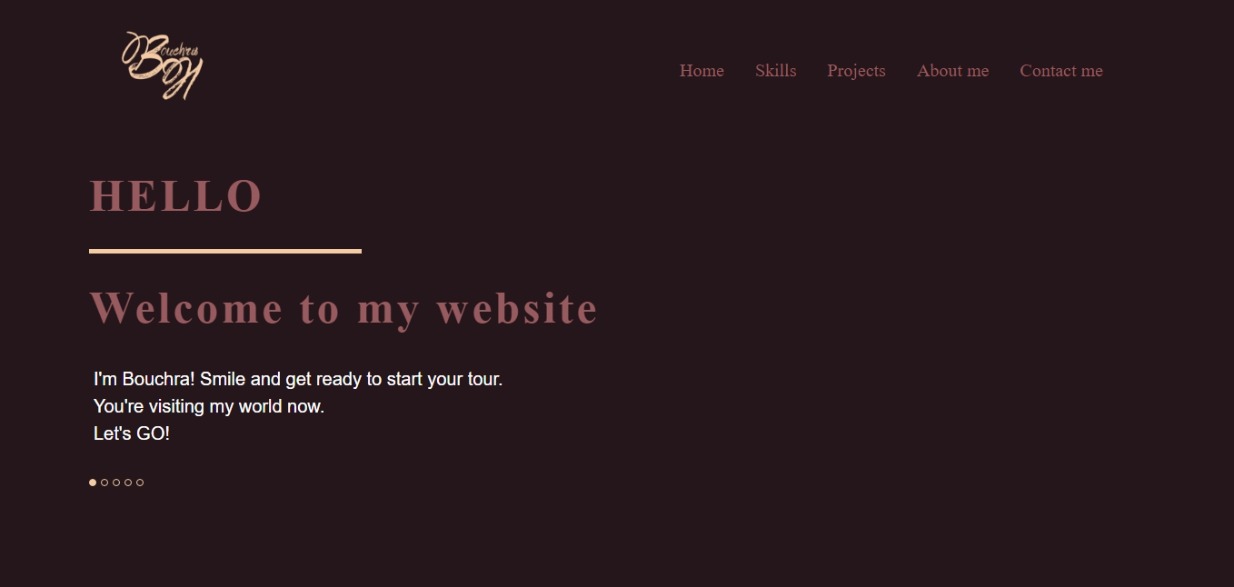 Bouchra
Home Skills Projects About me Contact me
HELLO
Welcome to my website
I'm Bouchra! Smile and get ready to start your tour.
You're visiting my world now.
Let's GO!